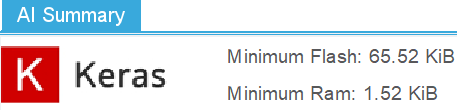 AI Summary
K Keras
Minimum Flash: 65.52 KiB
Minimum Ram: 1.52 KiB